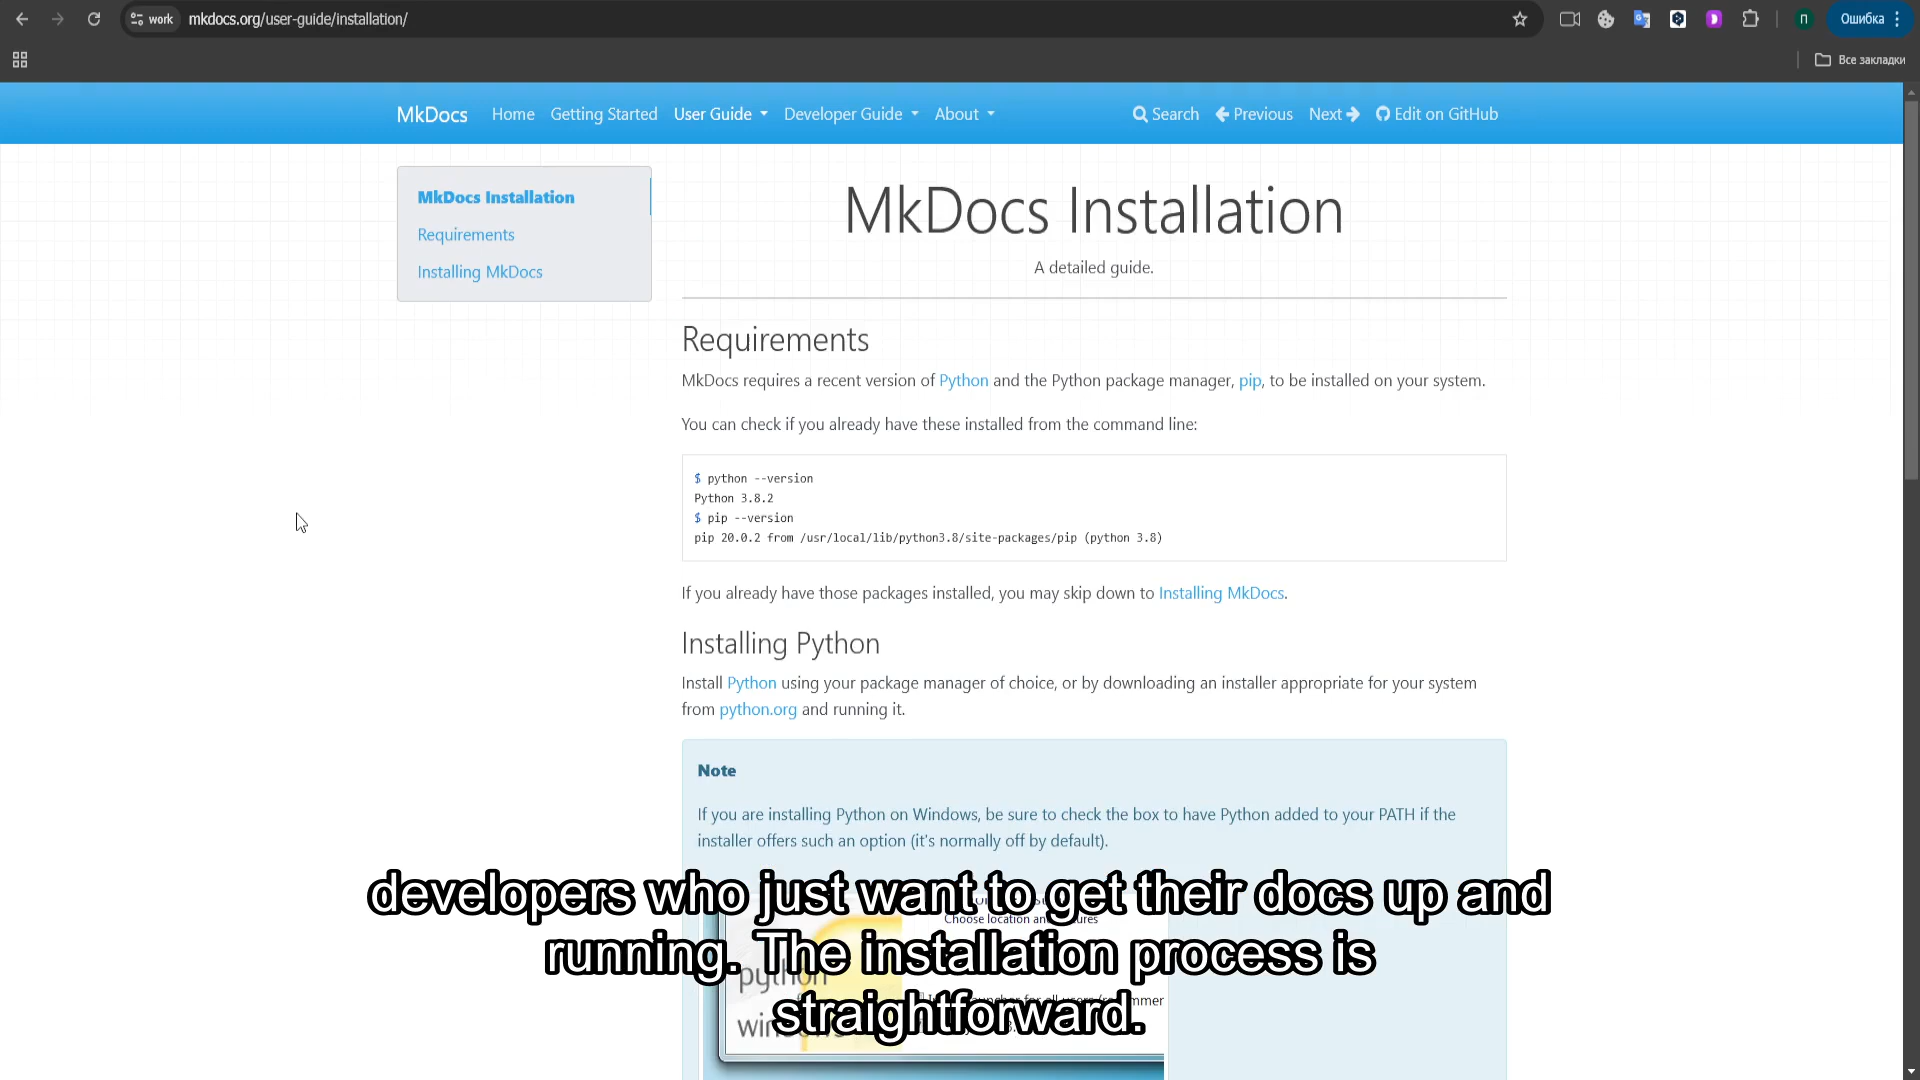 work mkdocs.org/user-guide/installation/ П Ошибка
Все закладки
MkDocs Home Getting Started User Guide Developer Guide About Search Previous Next Edit on GitHub
MkDocs Installation
Requirements
Installing MkDocs
MkDocs Installation
A detailed guide.
Requirements
MkDocs requires a recent version of Python and the Python package manager, pip, to be installed on your system.
You can check if you already have these installed from the command line:
$ python --version
Python 3.8.2
$ pip --version
pip 20.0.2 from /usr/local/lib/python3.8/site-packages/pip (python 3.8)
If you already have those packages installed, you may skip down to Installing MkDocs.
Installing Python
Install Python using your package manager of choice, or by downloading an installer appropriate for your system
from python.org and running it.
Note
If you are installing Python on Windows, be sure to check the box to have Python added to your PATH if the
installer offers such an option (it's normally off by default).
developers who just want to get their docs up and
Choose location and
running. The installation process is
python
for all users
straightforward.